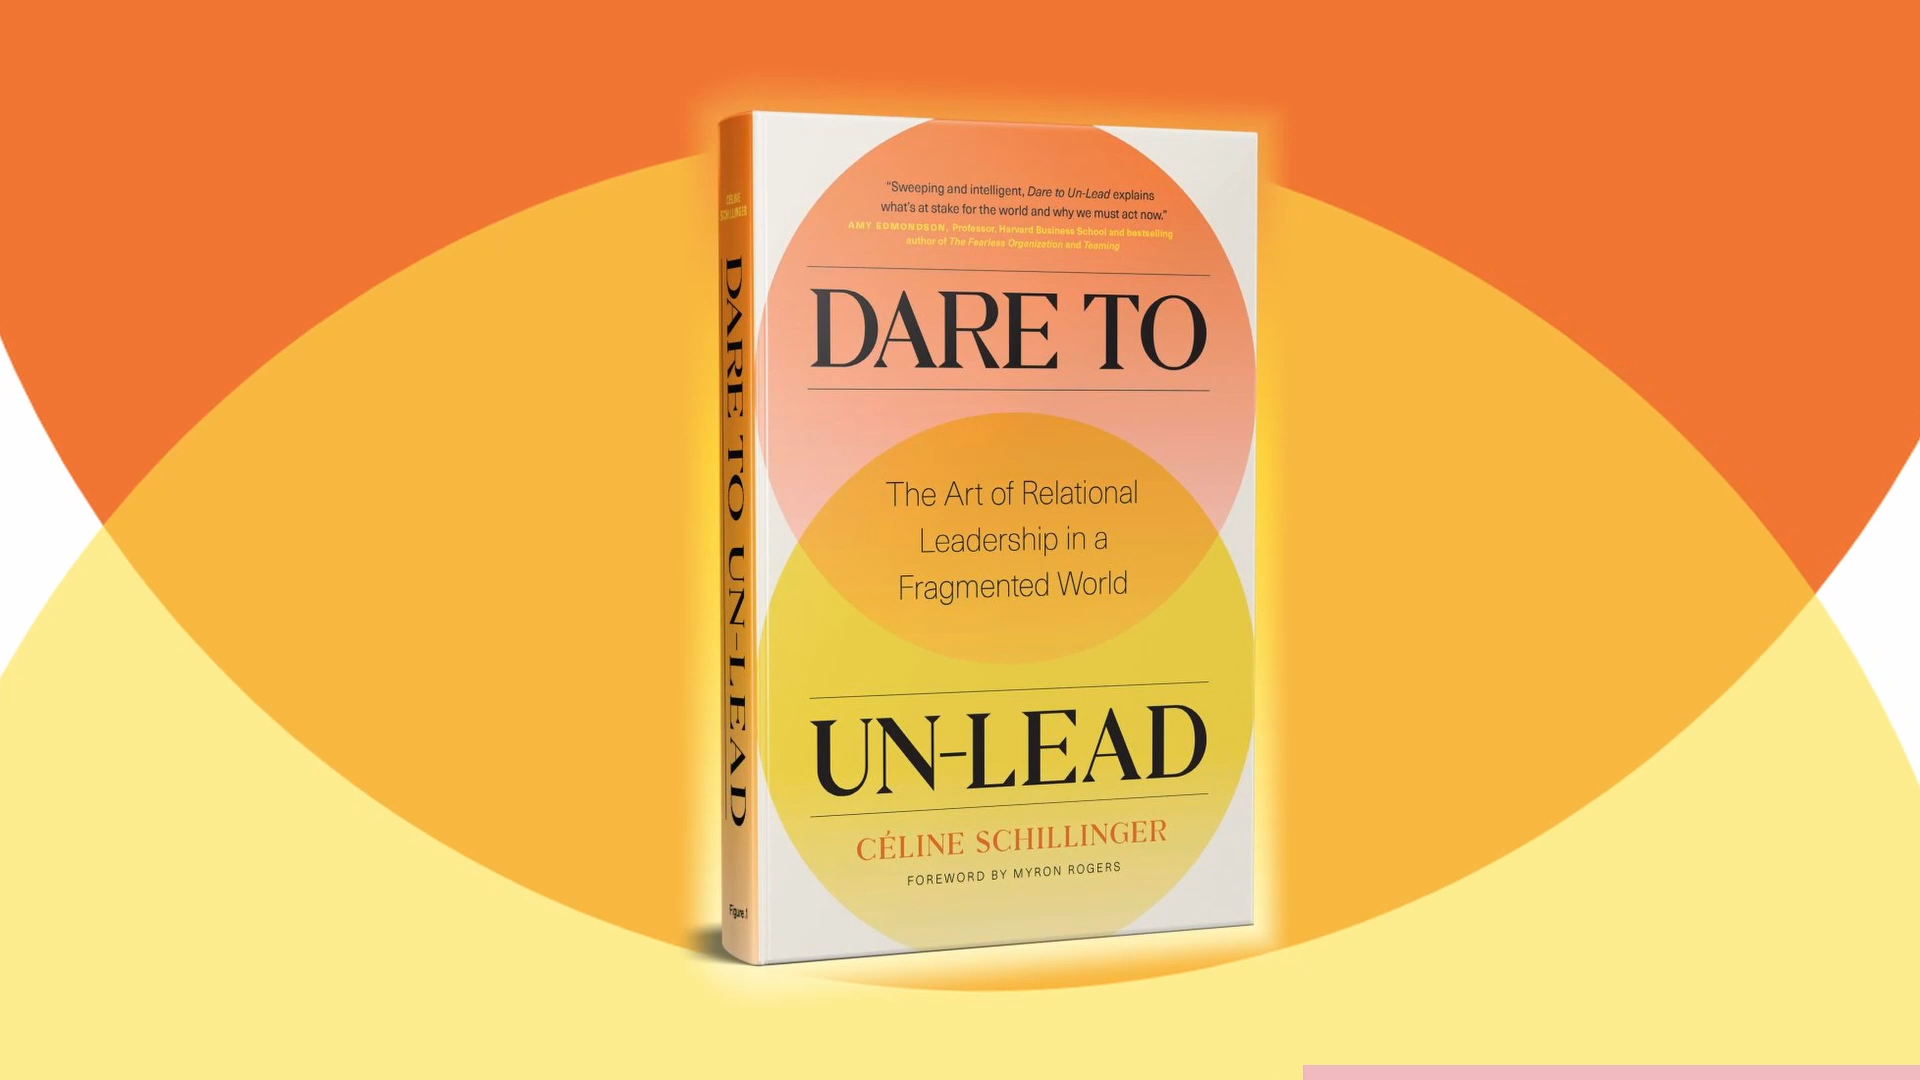 CÉLINE
SCHILLINGER
DARE TO UN-LEAD
Figure.1
"Sweeping and intelligent, Dare to Un-Lead explains
what's at stake for the world and why we must act now."
AMY EDMONDSON, Professor, Harvard Business School and bestselling
author of The Fearless Organization and Teaming
DARE TO
The Art of Relational
Leadership in a
Fragmented World
UN-LEAD
CÉLINE SCHILLINGER
FOREWORD BY MYRON ROGERS